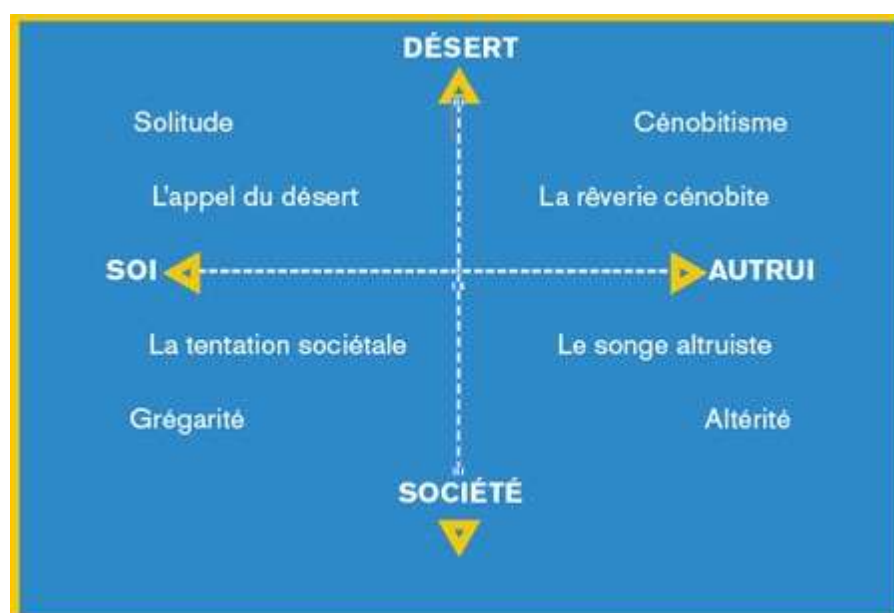 DÉSERT
Solitude
Cénobitisme
L'appel du désert
La rêverie cénobite
SOI
AUTRUI
La tentation sociétale
Le songe altruiste
Grégarité
Altérité
SOCIÉTÉ